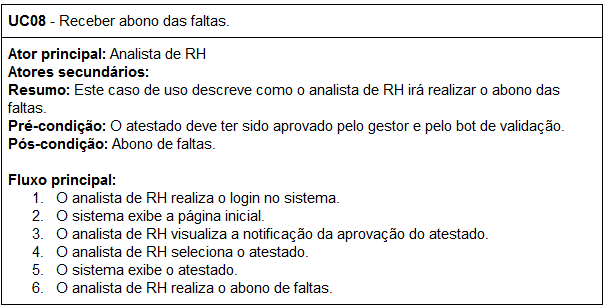 UC08 - Receber abono das faltas.
Ator principal: Analista de RH
Atores secundários:
Resumo: Este caso de uso descreve como o analista de RH irá realizar o abono das
faltas.
Pré-condição: O atestado deve ter sido aprovado pelo gestor e pelo bot de validação.
Pós-condição: Abono de faltas.
Fluxo principal:
1. O analista de RH realiza o login no sistema.
2. O sistema exibe a página inicial.
3. O analista de RH visualiza a notificação da aprovação do atestado.
4. O analista de RH seleciona o atestado.
5. O sistema exibe o atestado.
6. O analista de RH realiza o abono de faltas.